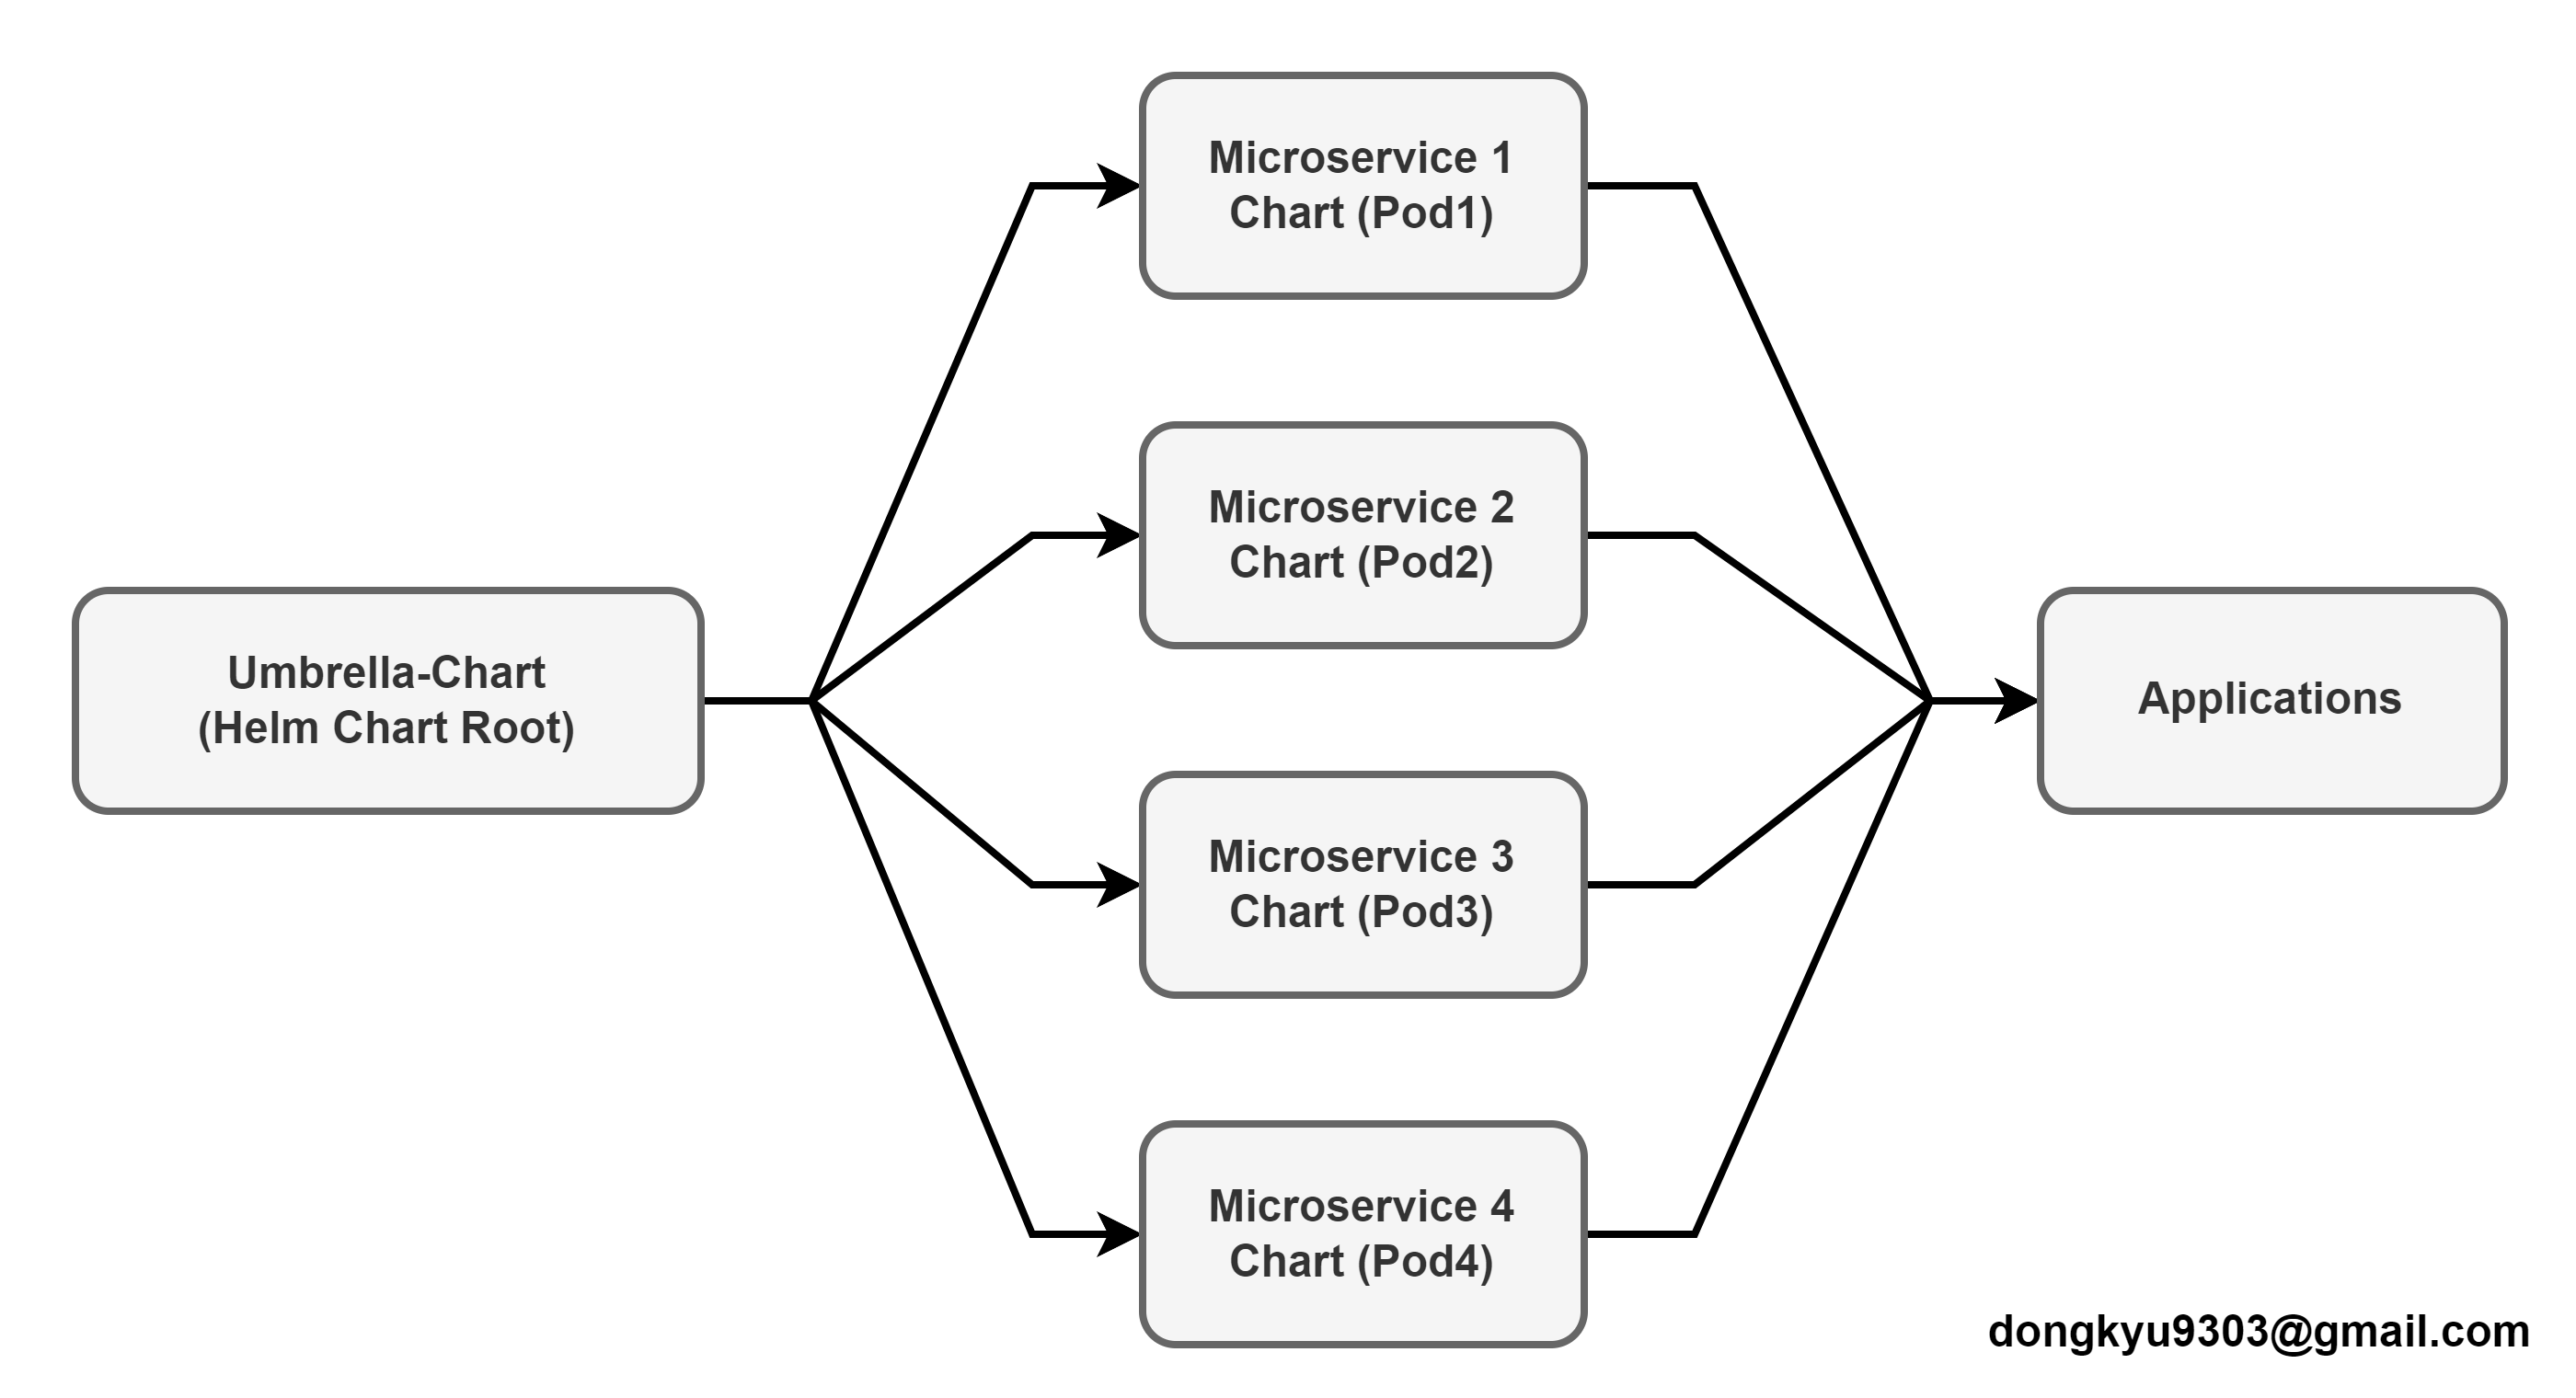 Microservice 1
Chart (Pod1)
Microservice 2
Chart (Pod2)
Umbrella-Chart
(Helm Chart Root)
Applications
Microservice 3
Chart (Pod3)
Microservice 4
Chart (Pod4)
dongkyu9303@gmail.com